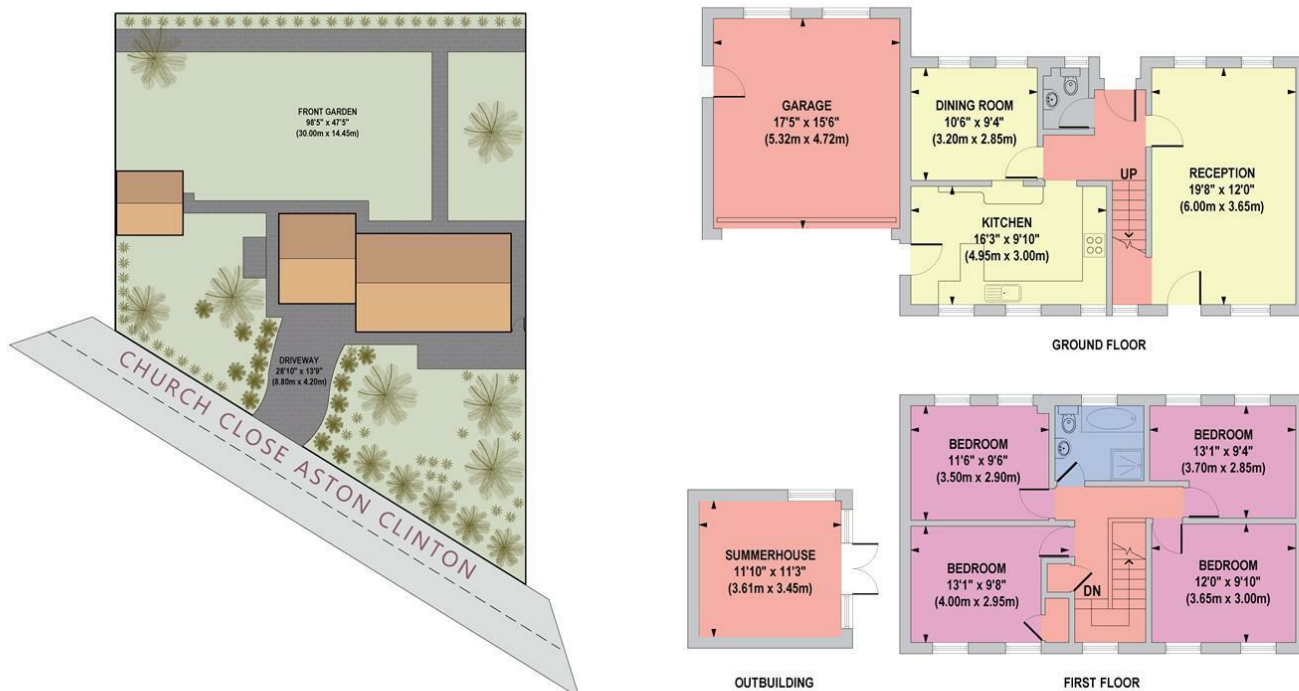 FRONT GARDEN
98'5" x 47'5"
(30.00m x 14.45m)
DRIVEWAY
28'10" x 13'9"
(8.80m x 4.20m)
CHURCH CLOSE ASTON CLINTON
GARAGE
17'5" x 15'6"
(5.32m x 4.72m)
DINING ROOM
10'6" x 9'4"
(3.20m x 2.85m)
UP
RECEPTION
19'8" x 12'0"
(6.00m x 3.65m)
KITCHEN
16'3" x 9'10"
(4.95m x 3.00m)
GROUND FLOOR
BEDROOM
11'6" x 9'6"
(3.50m x 2.90m)
BEDROOM
13'1" x 9'4"
(3.70m x 2.85m)
SUMMERHOUSE
11'10" x 11'3"
(3.61m x 3.45m)
BEDROOM
13'1" x 9'8"
(4.00m x 2.95m)
DN
BEDROOM
12'0" x 9'10"
(3.65m x 3.00m)
OUTBUILDING
FIRST FLOOR